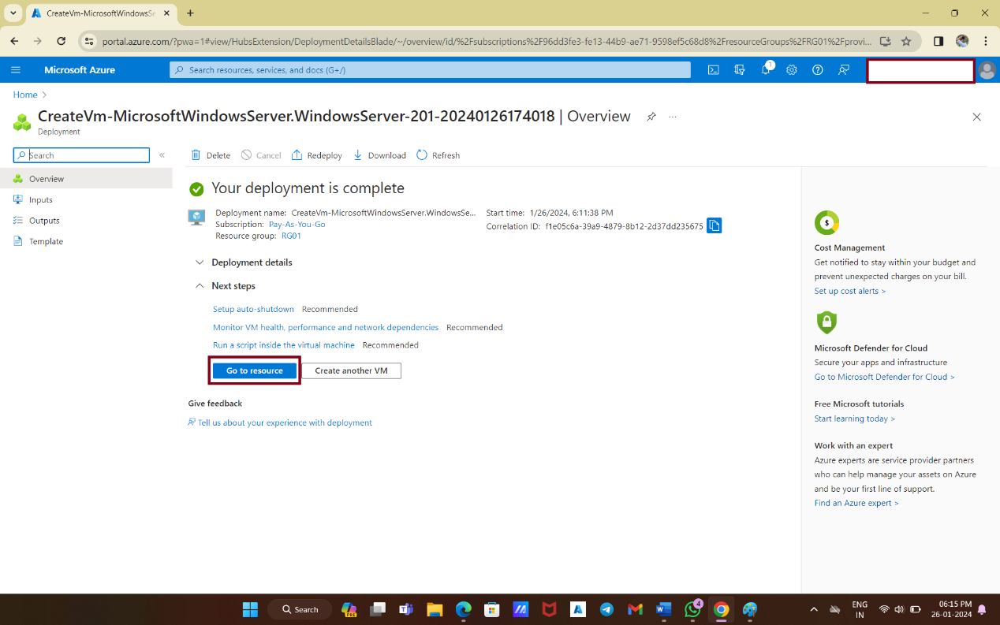 CreateVm-MicrosoftWindowsSe
portal.azure.com/?pwa=1#view/HubsExtension/DeploymentDetailsBlade/~/overview/id/%2Fsubscriptions%2F96dd3fe3-fe13-44b9-ae71-9598ef5c68d8%2FresourceGroups%2FRG01%2Fprovi...
Microsoft Azure
Search resources, services, and docs (G+/)
1
Home
CreateVm-MicrosoftWindowsServer.WindowsServer-201-20240126174018 | Overview
Deployment
Search
Delete Cancel Redeploy Download Refresh
Overview
Inputs
Outputs
Template
Your deployment is complete
Deployment name: CreateVm-MicrosoftWindowsServer.WindowsSe...
Subscription: Pay-As-You-Go
Resource group: RG01
Start time: 1/26/2024, 6:11:38 PM
Correlation ID: f1e05c6a-39a9-4879-8b12-2d37dd235675
Deployment details
Next steps
Setup auto-shutdown Recommended
Monitor VM health, performance and network dependencies Recommended
Run a script inside the virtual machine Recommended
Go to resource Create another VM
Give feedback
Tell us about your experience with deployment
$
Cost Management
Get notified to stay within your budget and
prevent unexpected charges on your bill.
Set up cost alerts >
Microsoft Defender for Cloud
Secure your apps and infrastructure
Go to Microsoft Defender for Cloud >
Free Microsoft tutorials
Start learning today >
Work with an expert
Azure experts are service provider partners
who can help manage your assets on Azure
and be your first line of support.
Find an Azure expert >
Search
PRE
4
ENG
IN
06:15 PM
26-01-2024